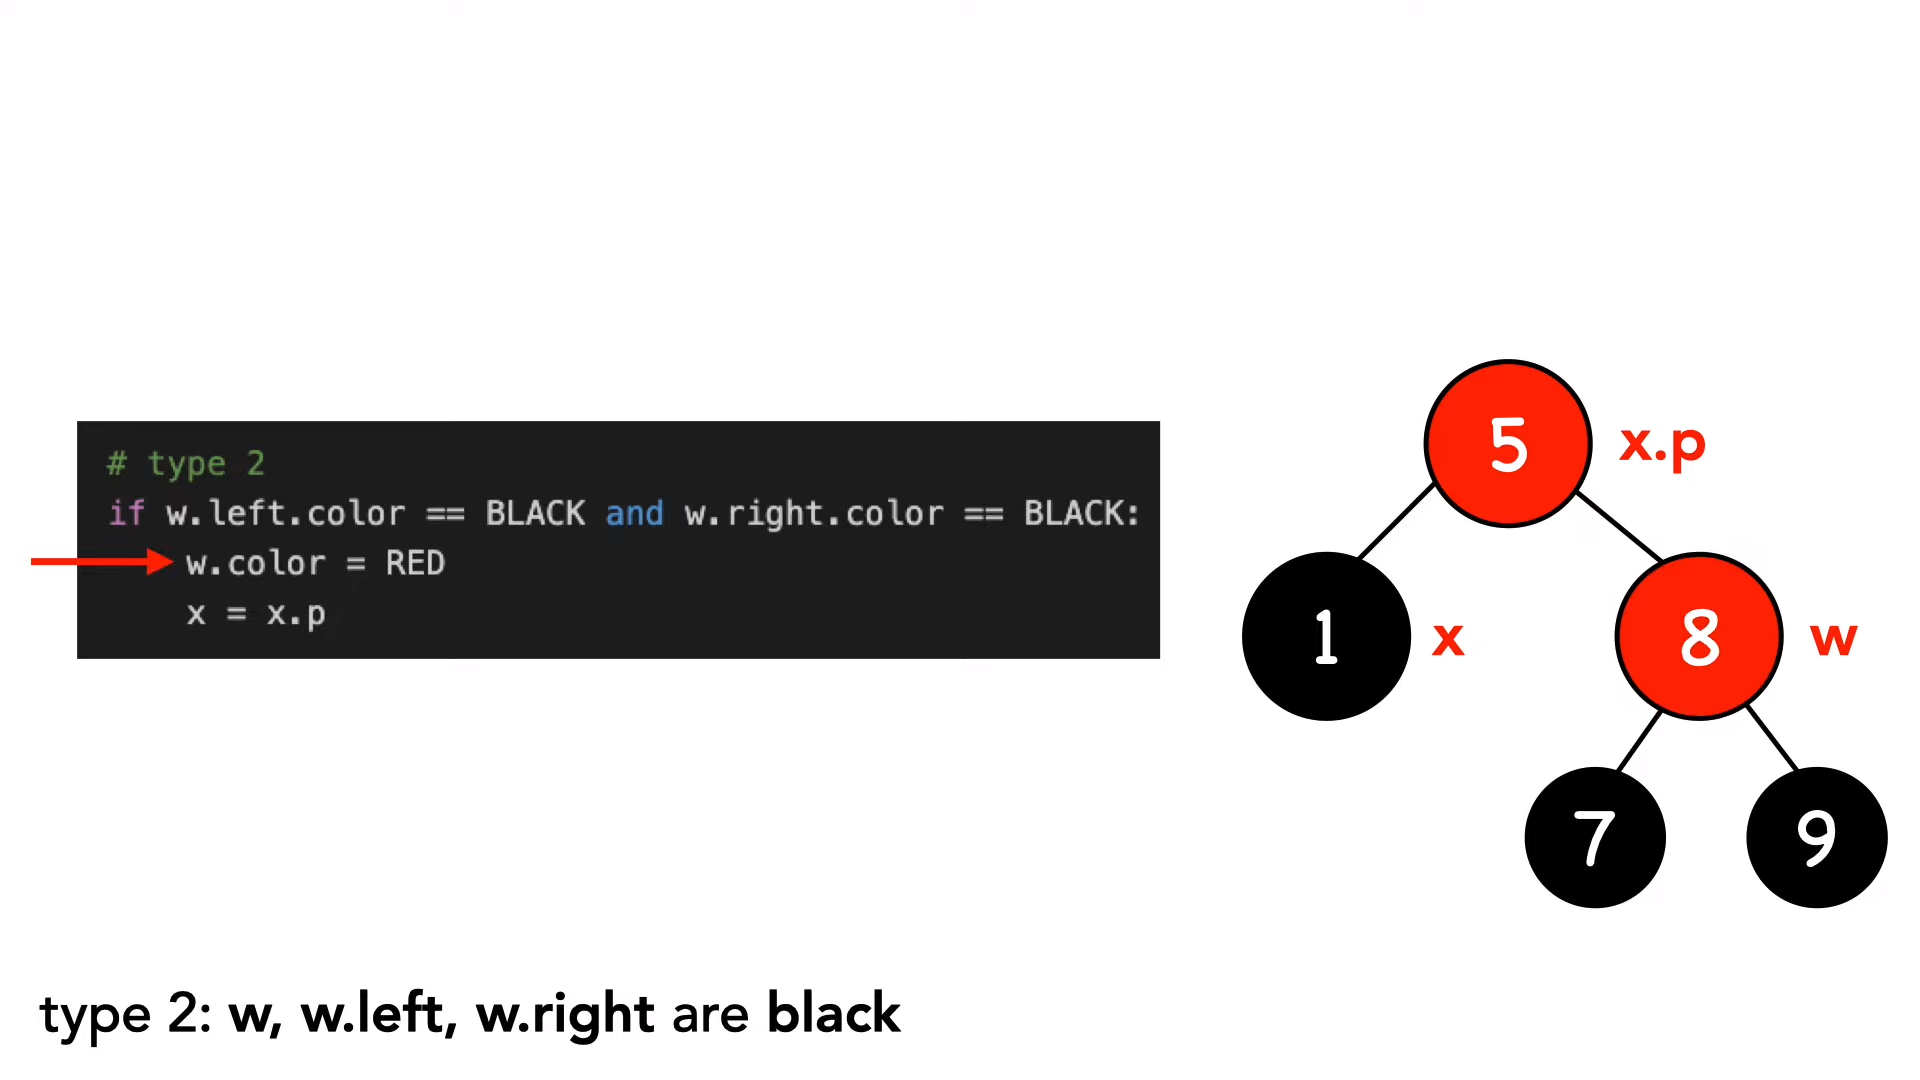 # type 2
if w.left.color == BLACK and w.right.color == BLACK:
    w.color = RED
    x = x.p
5 x.p
1 x 8 w
7 9
type 2: w, w.left, w.right are black